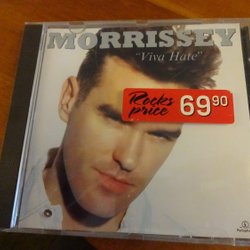 MORRISSEY
"Viva Hate"
Rocks
price
69 90